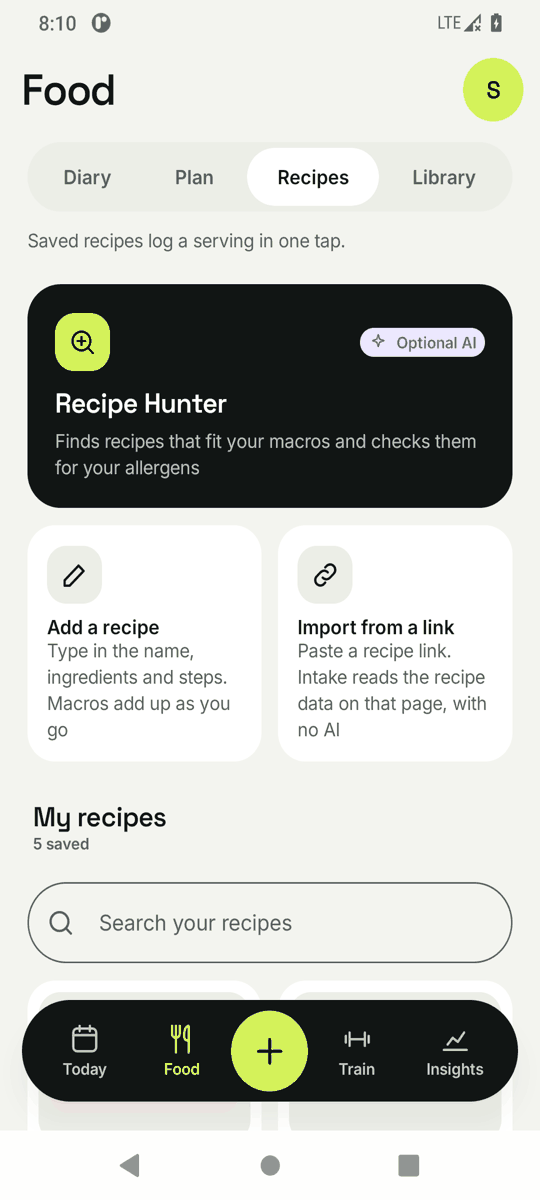 8:10
LTE
Food
S
Diary
Plan
Recipes
Library
Saved recipes log a serving in one tap.
Optional AI
Recipe Hunter
Finds recipes that fit your macros and checks them
for your allergens
Add a recipe
Type in the name,
ingredients and steps.
Macros add up as you
go
Import from a link
Paste a recipe link.
Intake reads the recipe
data on that page, with
no AI
My recipes
5 saved
Search your recipes
Today
Food
Train
Insights